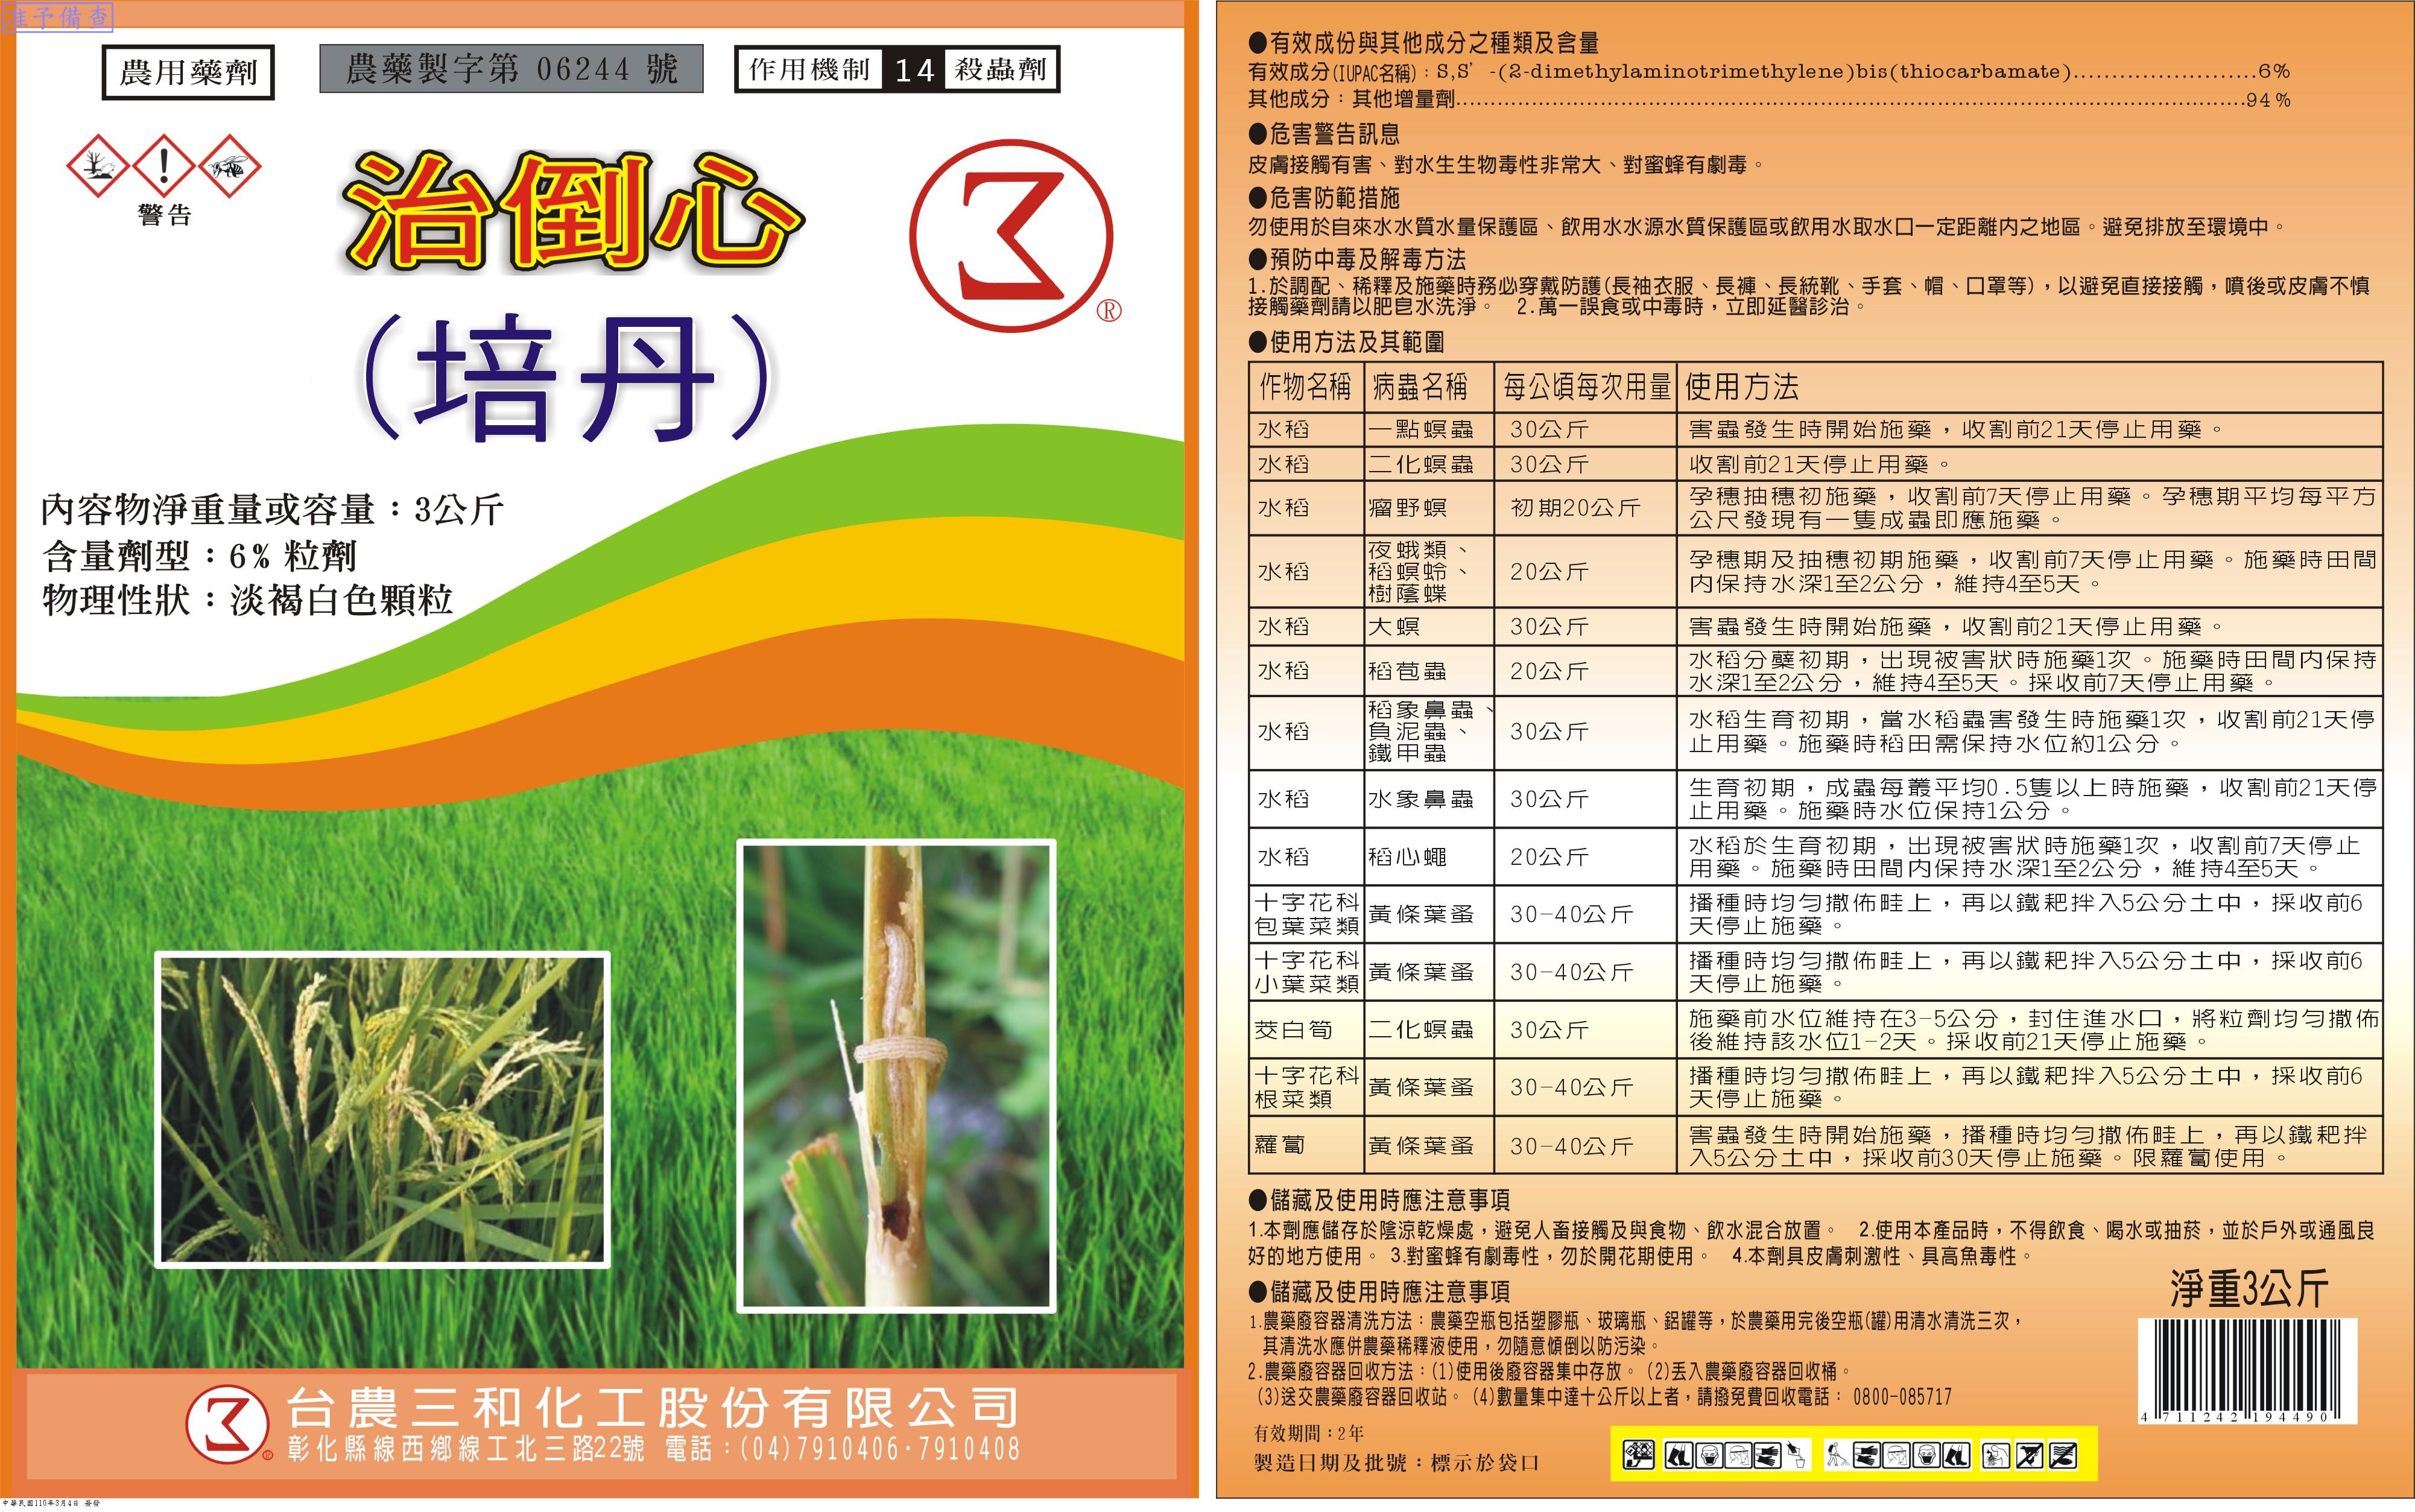 准予備查
農用藥劑
農藥製字第 06244 號
作用機制 14 殺蟲劑
警告
治倒心
(培丹)
®
內容物淨重量或容量：3公斤
含量劑型：6% 粒劑
物理性狀：淡褐白色顆粒
台農三和化工股份有限公司
彰化縣線西鄉線工北三路22號 電話：(04)7910406·7910408
®
中華民國110年3月4日 簽發
●有效成份與其他成分之種類及含量
有效成分(IUPAC名稱)：S,S’-(2-dimethylaminotrimethylene)bis(thiocarbamate)........................6%
其他成分：其他增量劑........................94%
●危害警告訊息
皮膚接觸有害、對水生生物毒性非常大、對蜜蜂有劇毒。
●危害防範措施
勿使用於自來水水質水量保護區、飲用水水源水質保護區或飲用水取水口一定距離內之地區。避免排放至環境中。
●預防中毒及解毒方法
1.於調配、稀釋及施藥時務必穿戴防護(長袖衣服、長褲、長統靴、手套、帽、口罩等)，以避免直接接觸，噴後或皮膚不慎
接觸藥劑請以肥皂水洗淨。 2.萬一誤食或中毒時，立即延醫診治。
●使用方法及其範圍
作物名稱 病蟲名稱 每公頃每次用量 使用方法
水稻 一點螟蟲 30公斤 害蟲發生時開始施藥，收割前21天停止用藥。
水稻 二化螟蟲 30公斤 收割前21天停止用藥。
水稻 瘤野螟 初期20公斤 孕穗抽穗初施藥，收割前7天停止用藥。孕穗期平均每平方
公尺發現有一隻成蟲即應施藥。
水稻 夜蛾類、
稻螟蛉、
樹蔭蝶 20公斤 孕穗期及抽穗初期施藥，收割前7天停止用藥。施藥時田間
內保持水深1至2公分，維持4至5天。
水稻 大螟 30公斤 害蟲發生時開始施藥，收割前21天停止用藥。
水稻 稻苞蟲 20公斤 水稻分蘗初期，出現被害狀時施藥1次。施藥時田間內保持
水深1至2公分，維持4至5天。採收前7天停止用藥。
水稻 稻象鼻蟲、
負泥蟲、
鐵甲蟲 30公斤 水稻生育初期，當水稻蟲害發生時施藥1次，收割前21天停
止用藥。施藥時稻田需保持水位約1公分。
水稻 水象鼻蟲 30公斤 生育初期，成蟲每叢平均0.5隻以上時施藥，收割前21天停
止用藥。施藥時水位保持1公分。
水稻 稻心蠅 20公斤 水稻於生育初期，出現被害狀時施藥1次，收割前7天停止
用藥。施藥時田間內保持水深1至2公分，維持4至5天。
十字花科
包葉菜類 黃條葉蚤 30-40公斤 播種時均勻撒佈畦上，再以鐵耙拌入5公分土中，採收前6
天停止施藥。
十字花科
小葉菜類 黃條葉蚤 30-40公斤 播種時均勻撒佈畦上，再以鐵耙拌入5公分土中，採收前6
天停止施藥。
茭白筍 二化螟蟲 30公斤 施藥前水位維持在3-5公分，封住進水口，將粒劑均勻撒佈
後維持該水位1-2天。採收前21天停止施藥。
十字花科
根菜類 黃條葉蚤 30-40公斤 播種時均勻撒佈畦上，再以鐵耙拌入5公分土中，採收前6
天停止施藥。
蘿蔔 黃條葉蚤 30-40公斤 害蟲發生時開始施藥，播種時均勻撒佈畦上，再以鐵耙拌
入5公分土中，採收前30天停止施藥。限蘿蔔使用。
●儲藏及使用時應注意事項
1.本劑應儲存於陰涼乾燥處，避免人畜接觸及與食物、飲水混合放置。 2.使用本產品時，不得飲食、喝水或抽菸，並於戶外或通風良
好的地方使用。 3.對蜜蜂有劇毒性，勿於開花期使用。 4.本劑具皮膚刺激性、具高魚毒性。
●儲藏及使用時應注意事項
1.農藥廢容器清洗方法：農藥空瓶包括塑膠瓶、玻璃瓶、鋁罐等，於農藥用完後空瓶(罐)用清水清洗三次，
其清洗水應併農藥稀釋液使用，勿隨意傾倒以防污染。
2.農藥廢容器回收方法：(1)使用後廢容器集中存放。 (2)丟入農藥廢容器回收桶。
(3)送交農藥廢容器回收站。 (4)數量集中達十公斤以上者，請撥免費回收電話： 0800-085717
有效期間：2年
製造日期及批號：標示於袋口
淨重3公斤
4 711242 194490